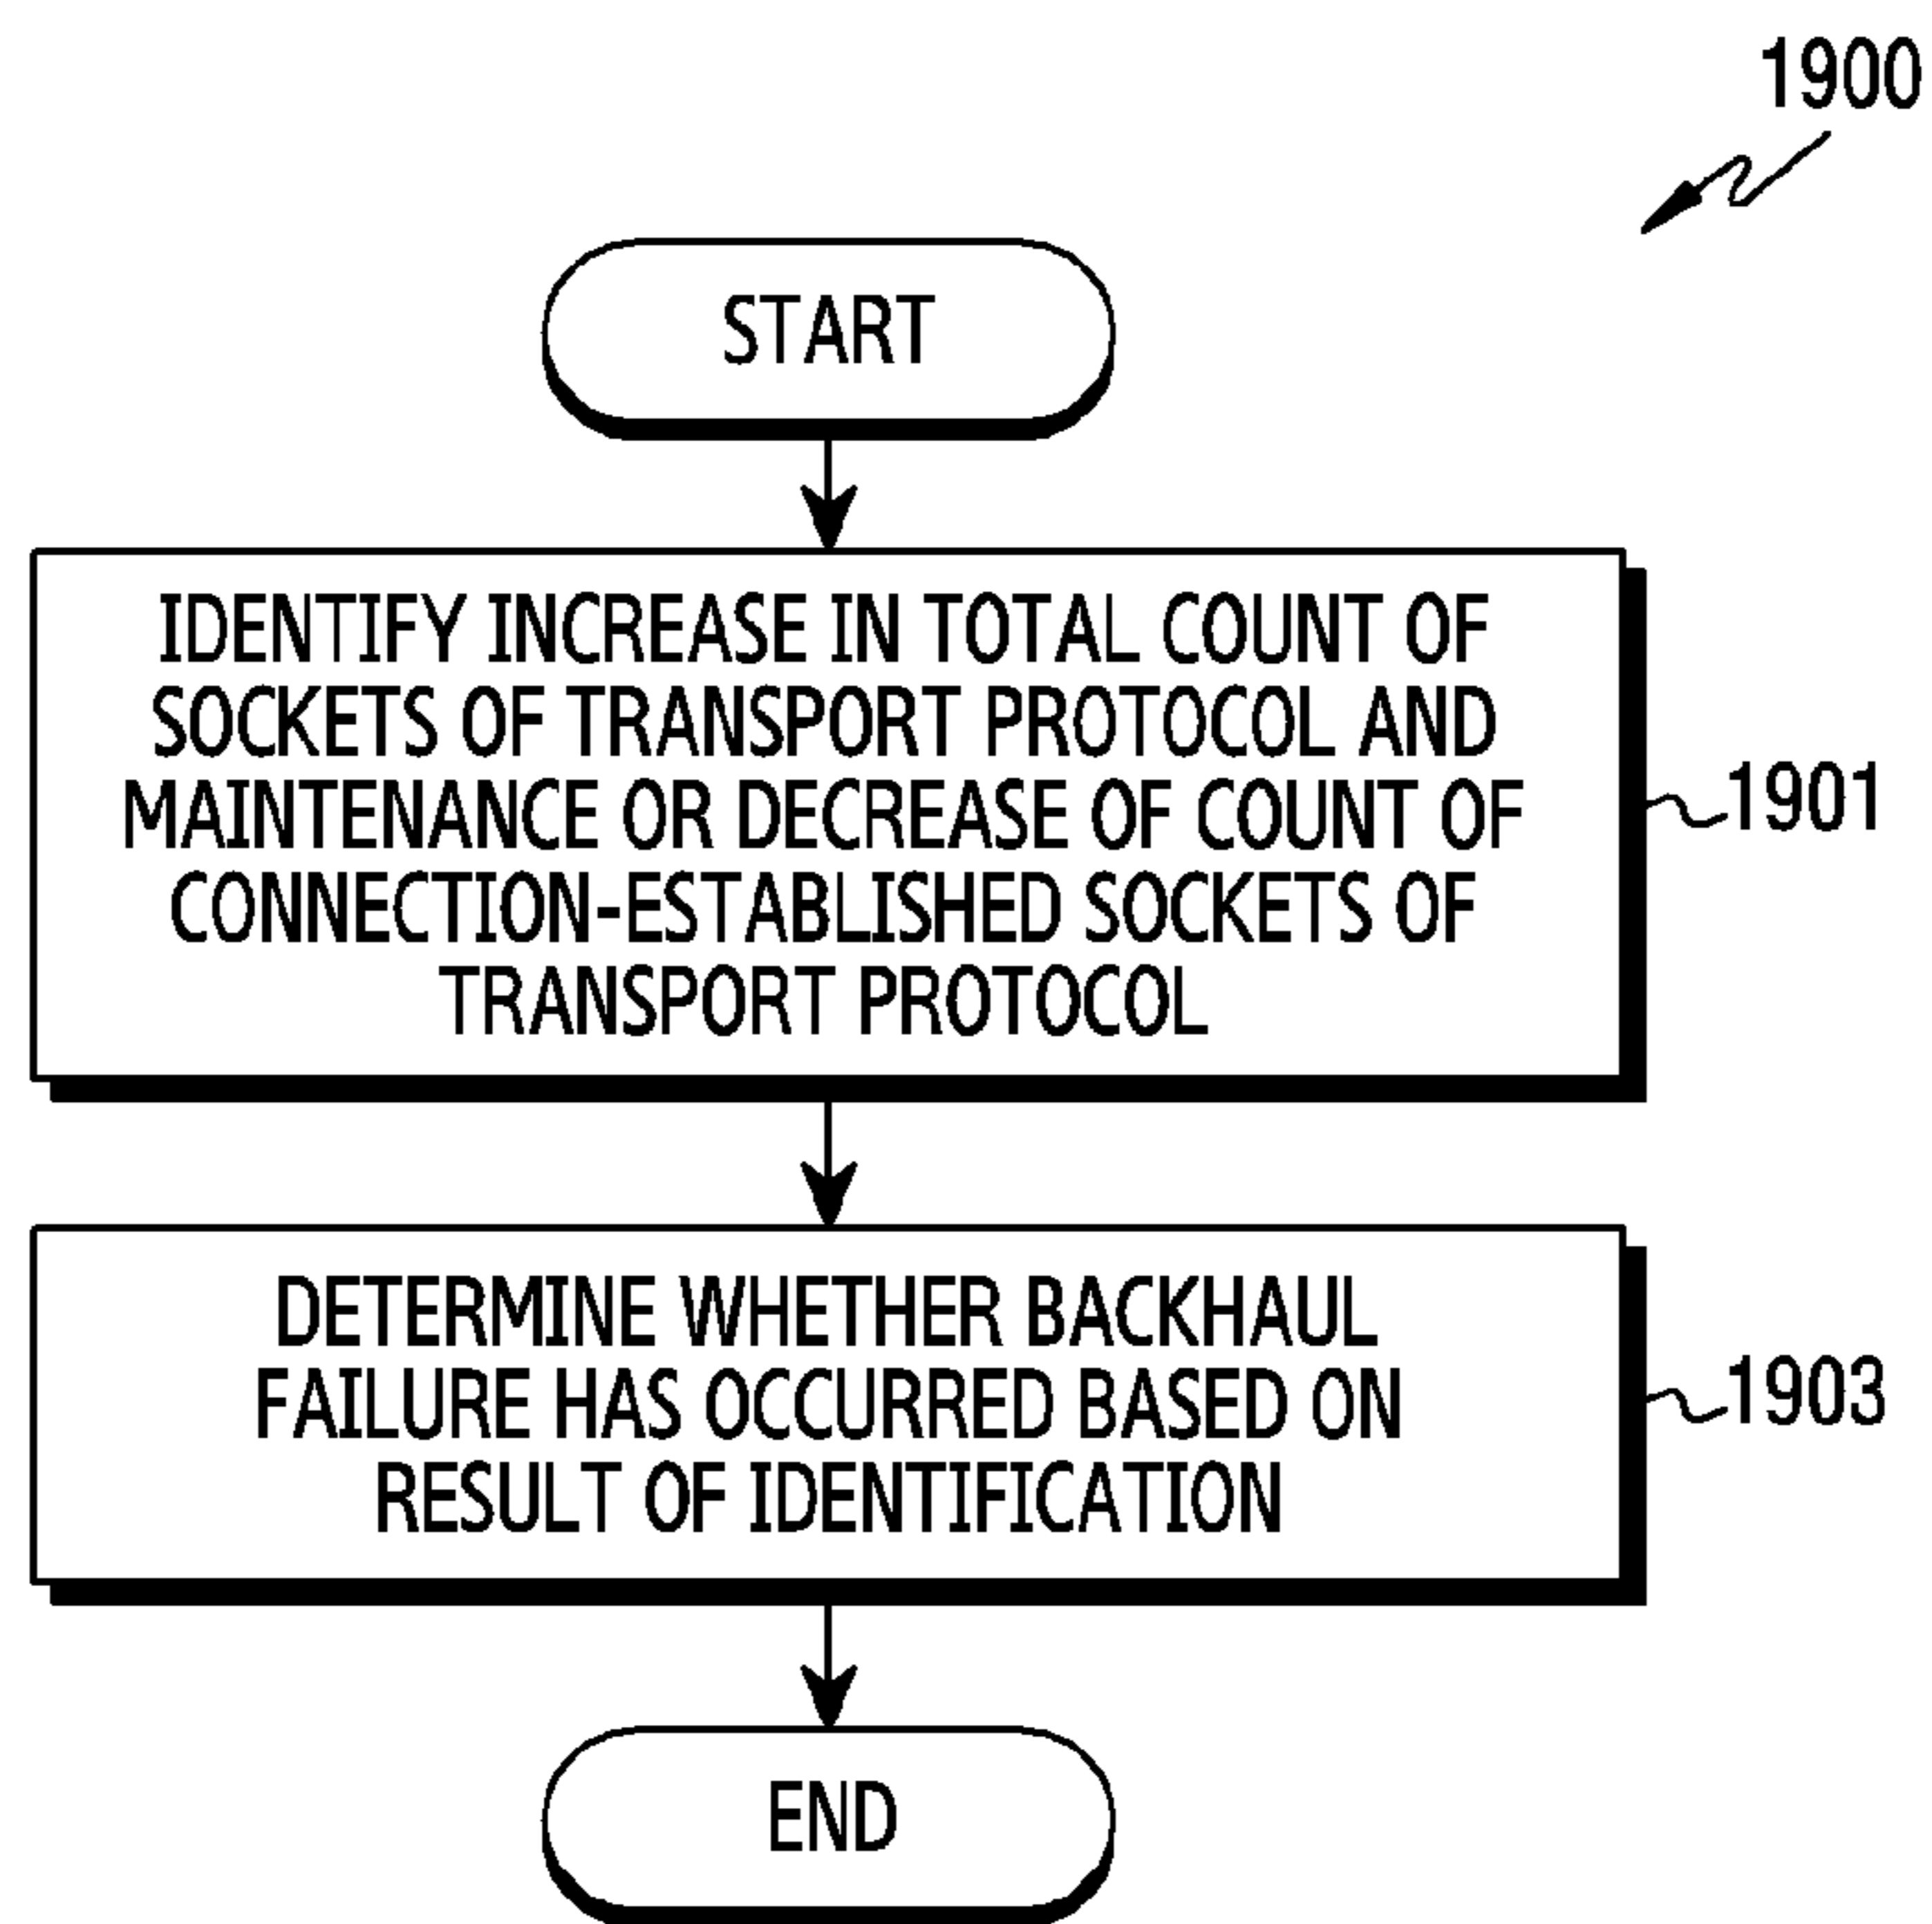 1900
START
IDENTIFY INCREASE IN TOTAL COUNT OF
SOCKETS OF TRANSPORT PROTOCOL AND
MAINTENANCE OR DECREASE OF COUNT OF
CONNECTION-ESTABLISHED SOCKETS OF
TRANSPORT PROTOCOL
1901
DETERMINE WHETHER BACKHAUL
FAILURE HAS OCCURRED BASED ON
RESULT OF IDENTIFICATION
1903
END